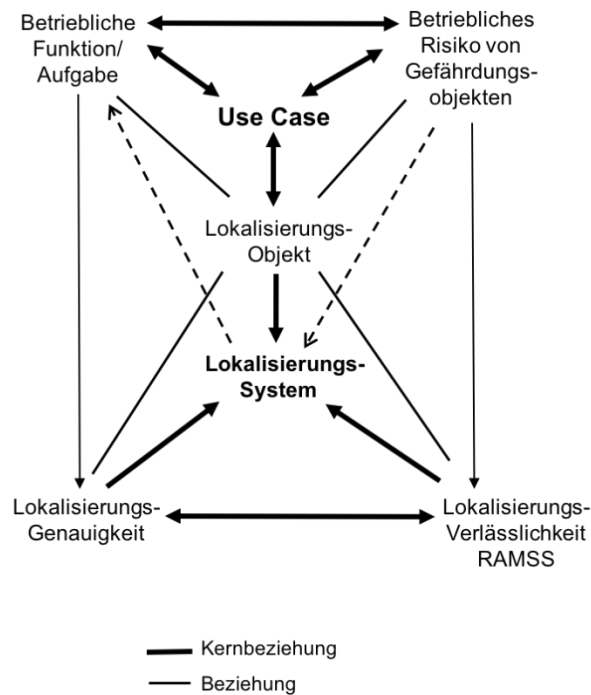 Betriebliche
Funktion/
Aufgabe
Betriebliches
Risiko von
Gefährdungs-
objekten
Use Case
Lokalisierungs-
Objekt
Lokalisierungs-
System
Lokalisierungs-
Genauigkeit
Lokalisierungs-
Verlässlichkeit
RAMSS
Kernbeziehung
Beziehung